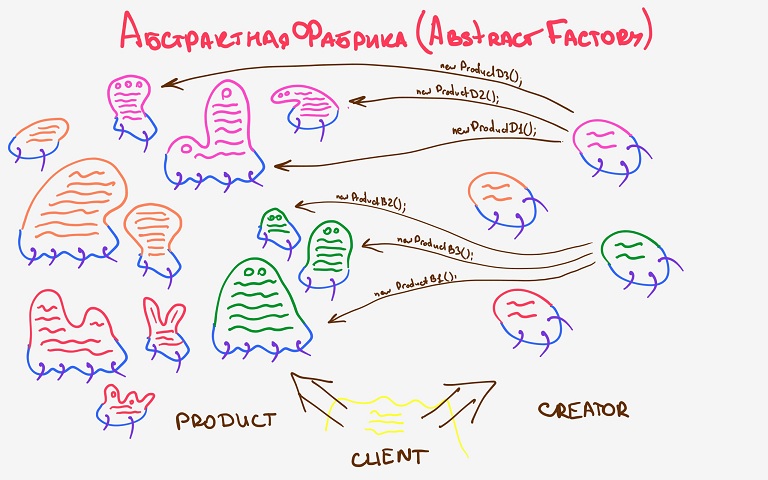 Абстрактная Фабрика (Abstract Factory)
new ProductD3();
new ProductD2();
new ProductD1();
new ProductB2();
new ProductB3();
new ProductB1();
PRODUCT
CREATOR
CLIENT